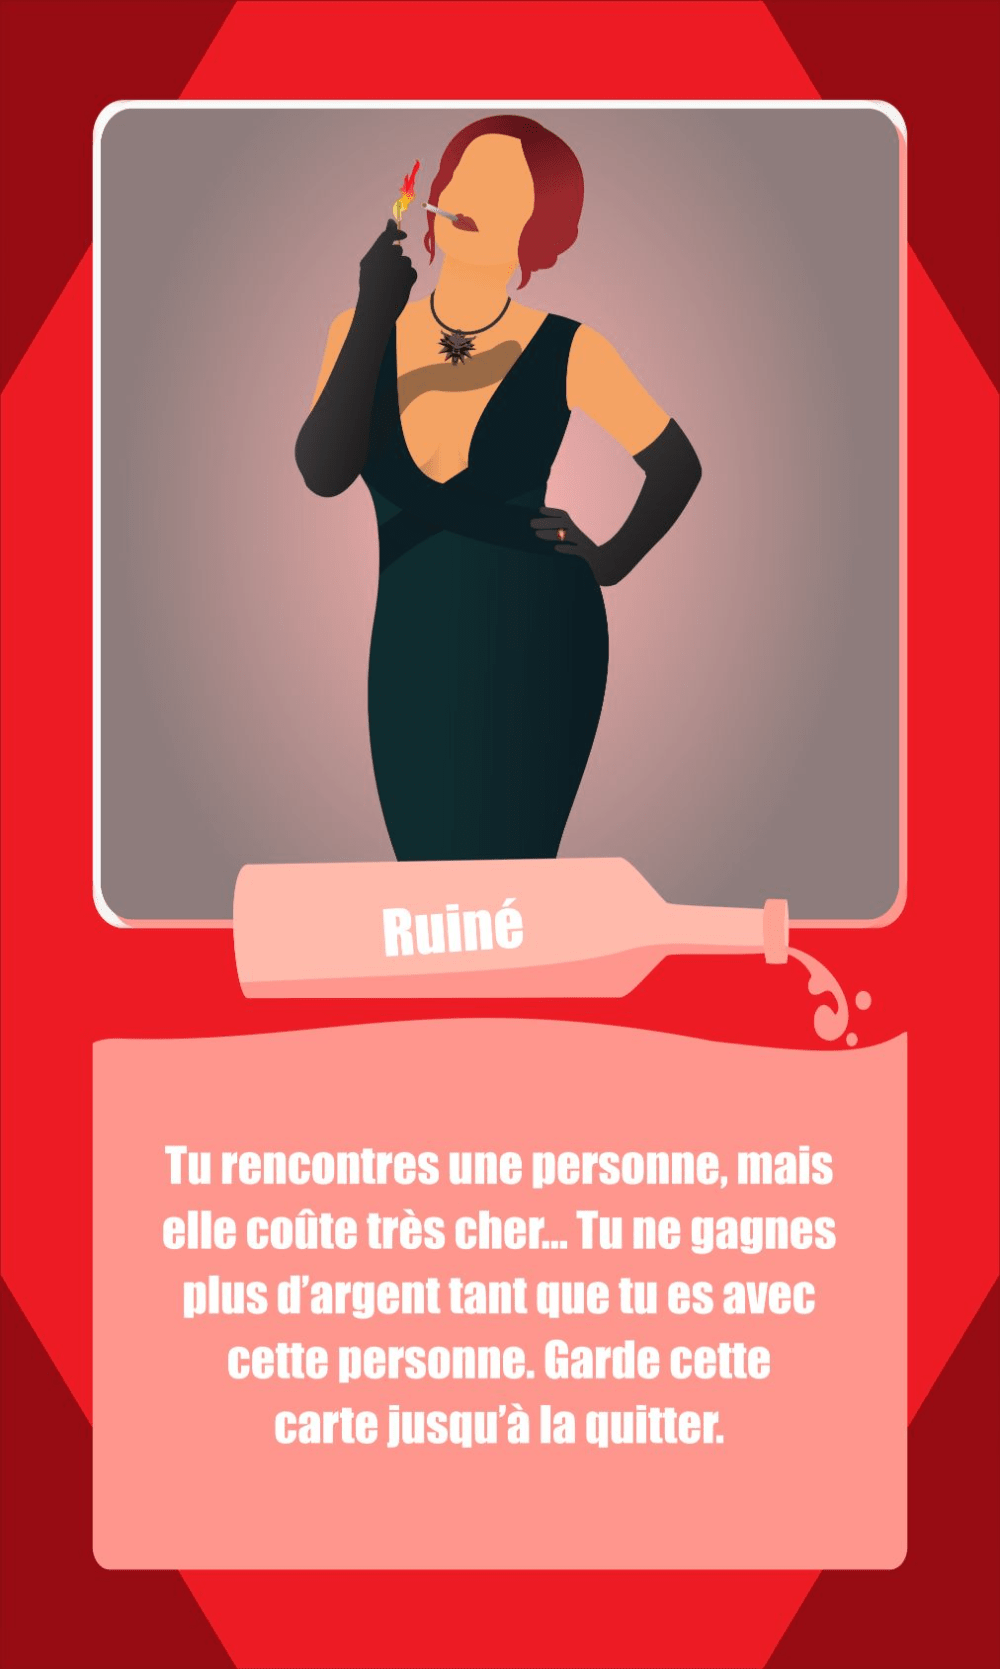 Ruiné
Tu rencontres une personne, mais
elle coûte très cher... Tu ne gagnes
plus d’argent tant que tu es avec
cette personne. Garde cette
carte jusqu’à la quitter.